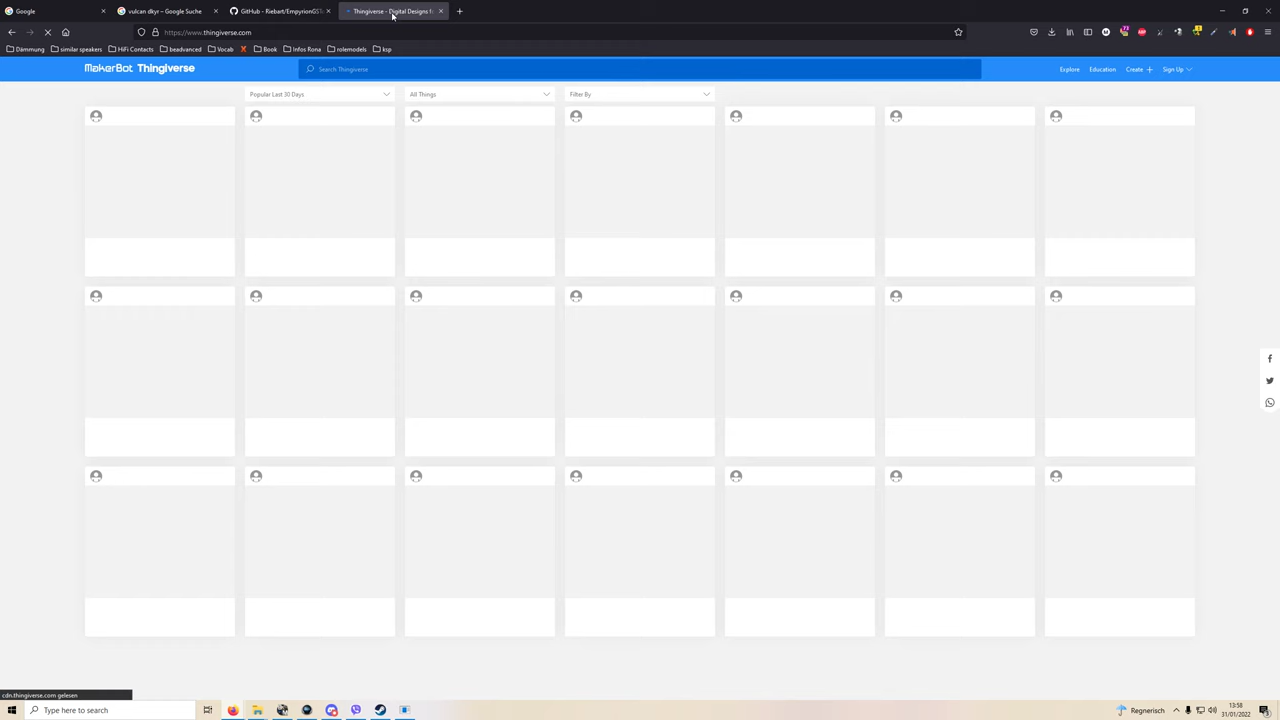 Google
vulcan dkyr – Google Suche
GitHub - Riebart/EmpyrionGST
Thingiverse - Digital Designs f
https://www.thingiverse.com
Dämmung
similar speakers
HiFi Contacts
beadvanced
Vocab
Book
Infos Rona
rolemodels
ksp
MakerBot Thingiverse
Search Thingiverse
Explore
Education
Create
Sign Up
Popular Last 30 Days
All Things
Filter By
cdn.thingiverse.com gelesen
Type here to search
Regnerisch
13:58
31/01/2022